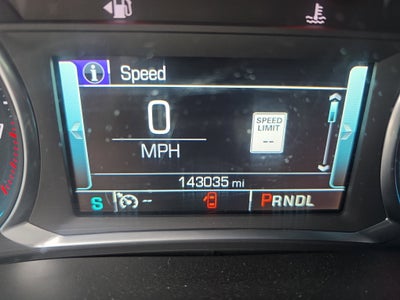 Speed
0
MPH
SPEED
LIMIT
--
143035 mi
S -- PRNDL